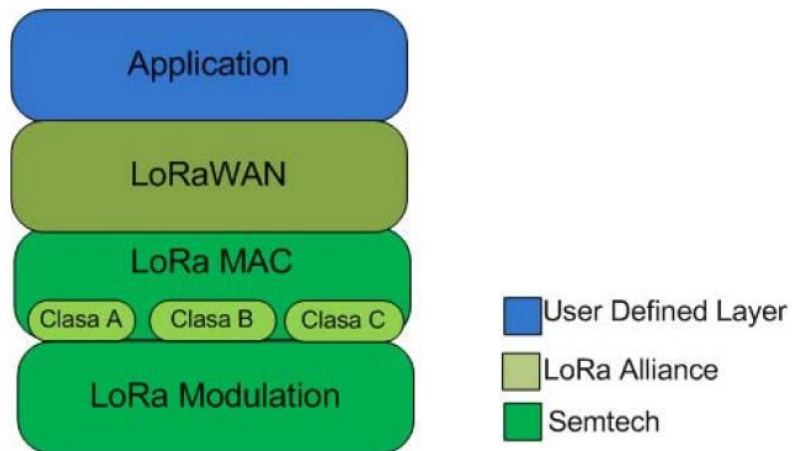 Application
LoRaWAN
LoRa MAC
Clasa A
Clasa B
Clasa C
LoRa Modulation
User Defined Layer
LoRa Alliance
Semtech